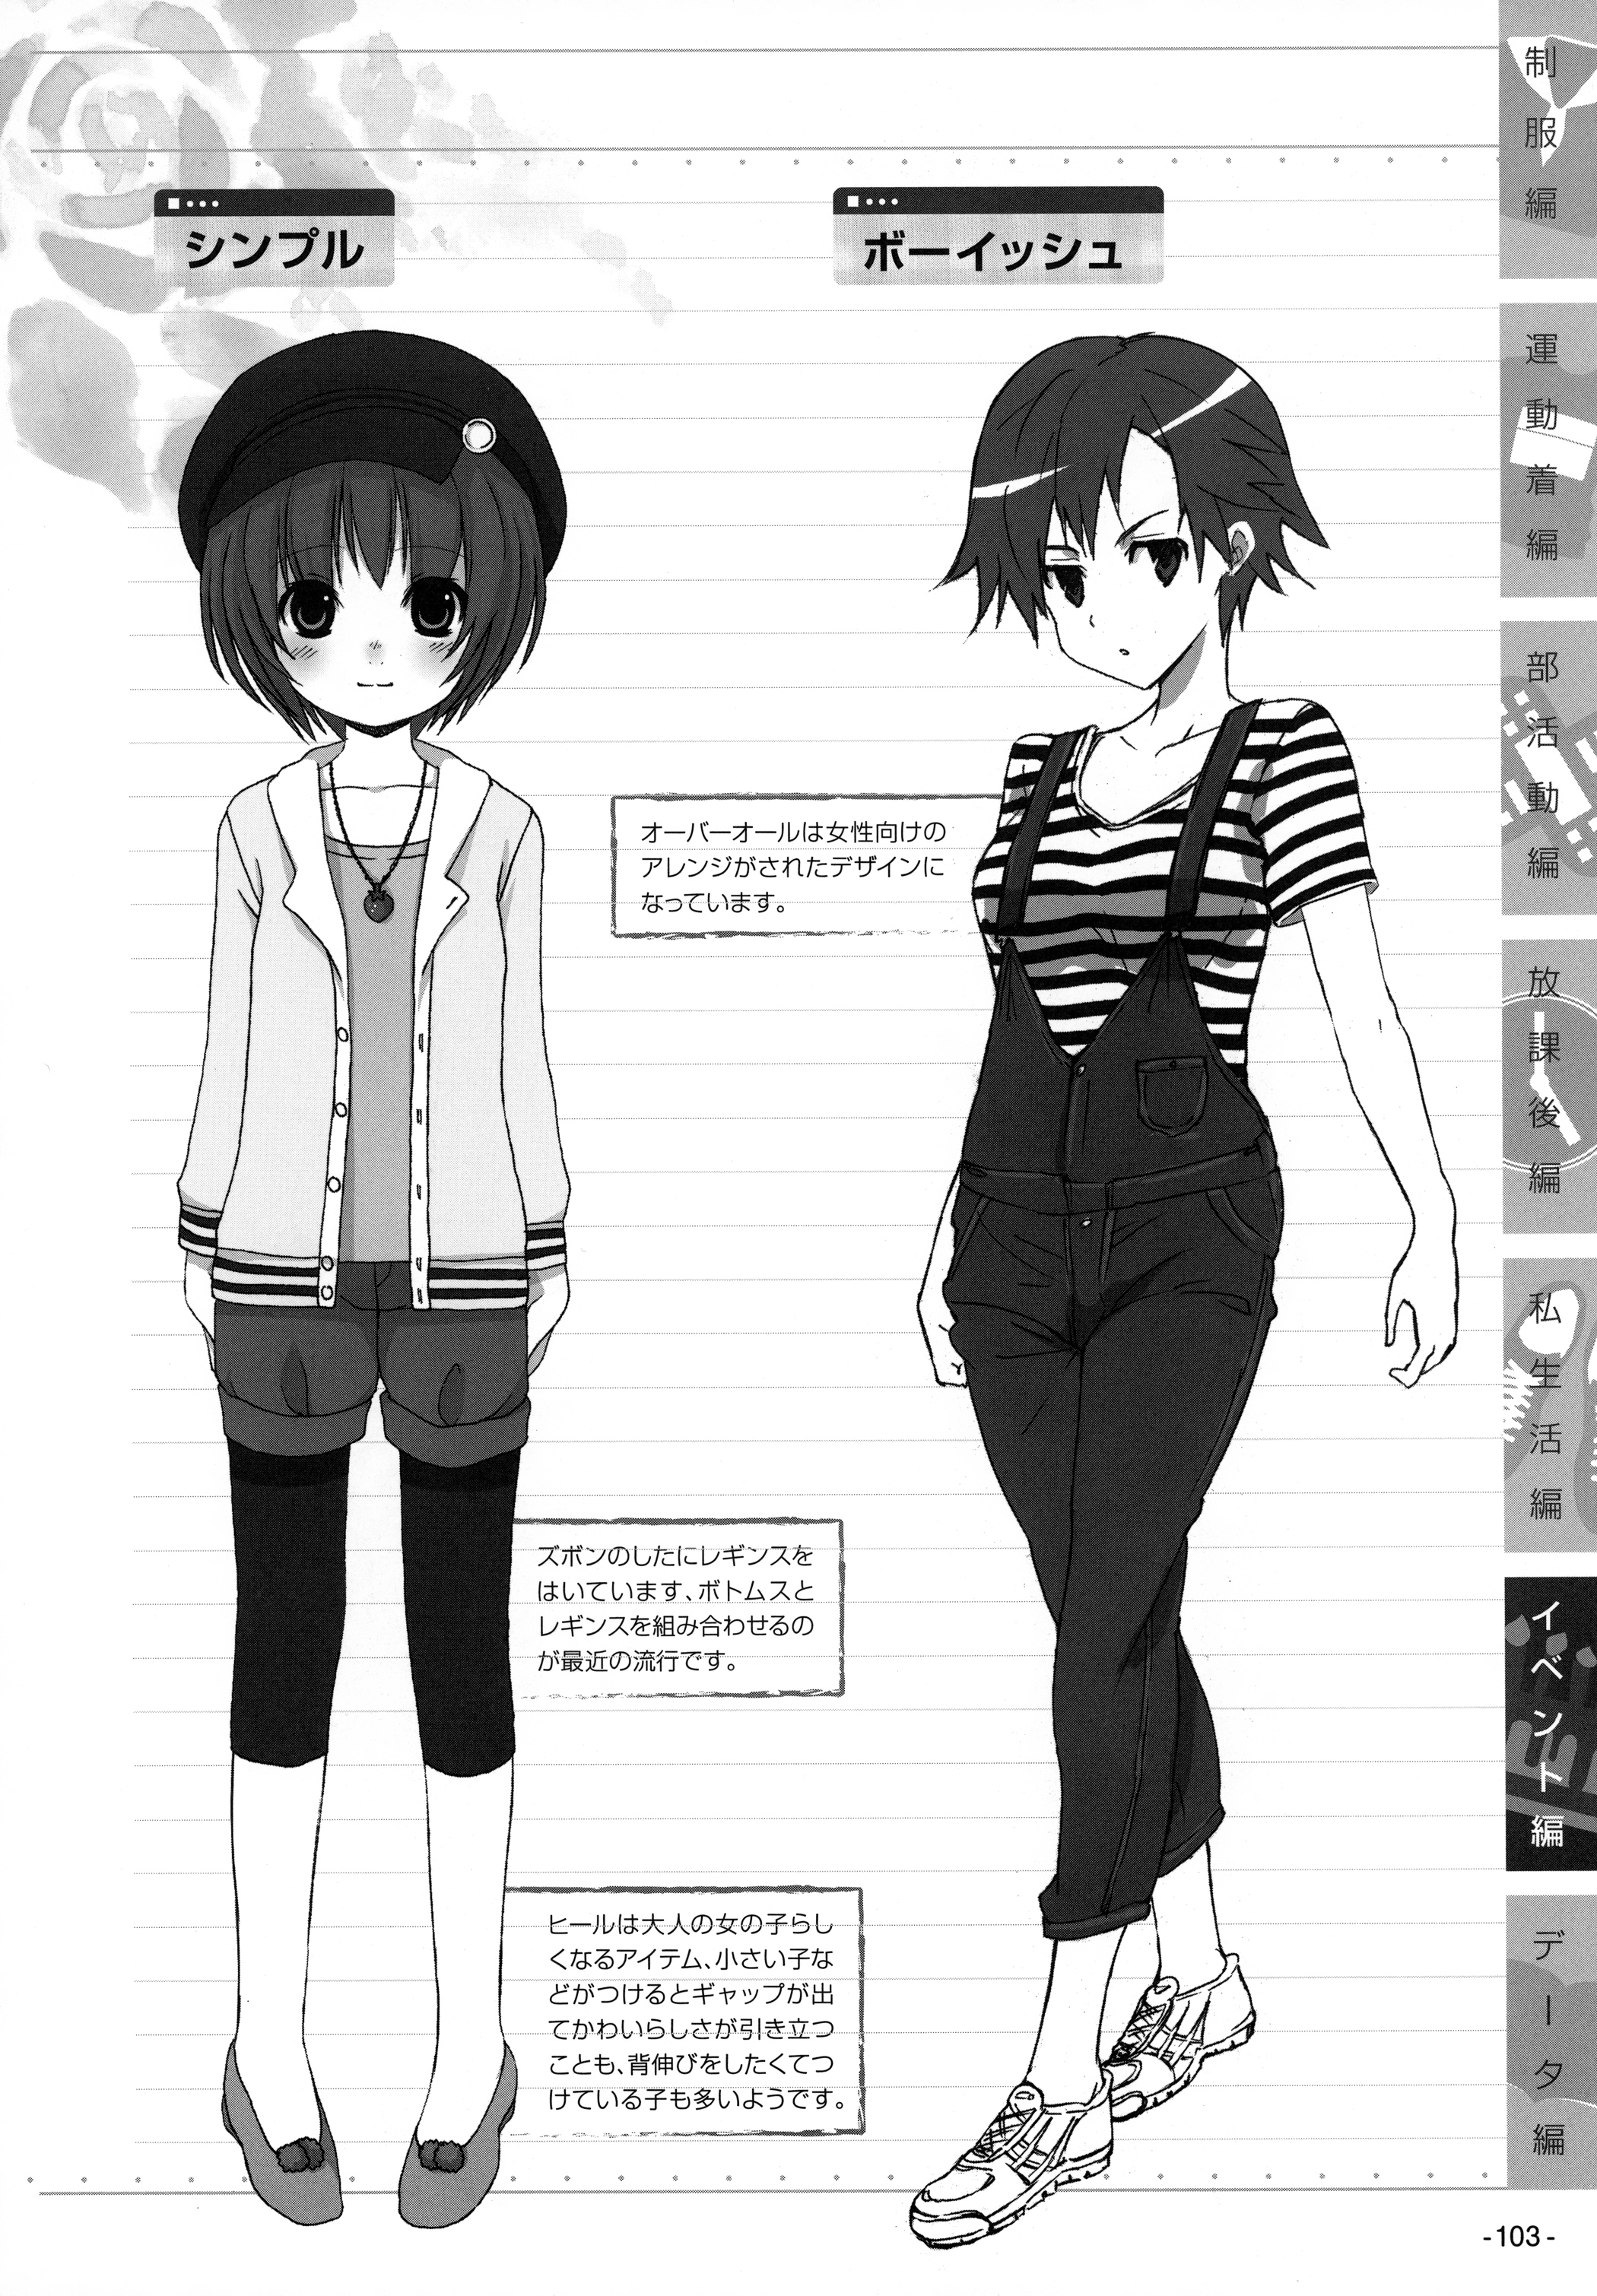 シンプル
ボーイッシュ
オーバーオールは女性向けの
アレンジがされたデザインに
なっています。
ズボンのしたにレギンスを
はいています、ボトムスと
レギンスを組み合わせるの
が最近の流行です。
ヒールは大人の女の子らし
くなるアイテム、小さい子な
どがつけるとギャップが出
てかわいらしさが引き立つ
ことも、背伸びをしたくてつ
けている子も多いようです。
制服編
運動着編
部活動編
放課後編
私生活編
イベント編
データ編
-103-